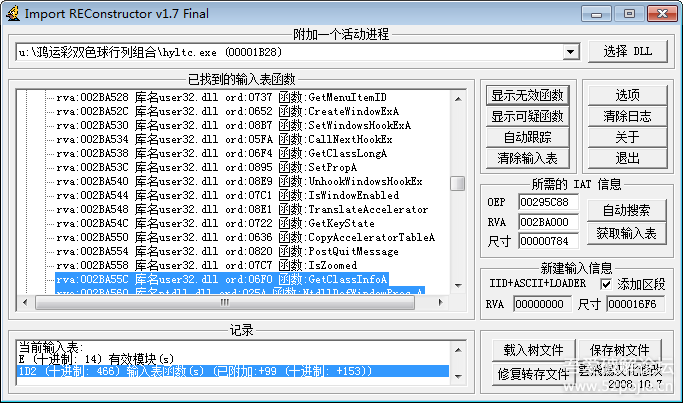 Import REConstructor v1.7 Final
附加一个活动进程
u:\鸿运彩双色球行列组合\hyltc.exe (00001B28)
选择 DLL
已找到的输入表函数
rva:002BA528 库名user32.dll ord:0737 函数:GetMenuItemID
rva:002BA52C 库名user32.dll ord:0652 函数:CreateWindowExA
rva:002BA530 库名user32.dll ord:08B7 函数:SetWindowsHookExA
rva:002BA534 库名user32.dll ord:05FA 函数:CallNextHookEx
rva:002BA538 库名user32.dll ord:06F4 函数:GetClassLongA
rva:002BA53C 库名user32.dll ord:0895 函数:SetPropA
rva:002BA540 库名user32.dll ord:08E9 函数:UnhookWindowsHookEx
rva:002BA544 库名user32.dll ord:07C1 函数:IsWindowEnabled
rva:002BA548 库名user32.dll ord:08E1 函数:TranslateAccelerator
rva:002BA54C 库名user32.dll ord:0722 函数:GetKeyState
rva:002BA550 库名user32.dll ord:0636 函数:CopyAcceleratorTableA
rva:002BA554 库名user32.dll ord:0820 函数:PostQuitMessage
rva:002BA558 库名user32.dll ord:07C7 函数:IsZoomed
rva:002BA55C 库名user32.dll ord:06F0 函数:GetClassInfoA
rva:002BA560 库名ntdll.dll ord:025A 函数:NtdllDefWindowProc_A
显示无效函数
显示可疑函数
自动跟踪
清除输入表
选项
清除日志
关于
退出
所需的 IAT 信息
OEP 00295C88
RVA 002BA000
尺寸 00000784
自动搜索
获取输入表
新建输入信息
IID+ASCII+LOADER 添加区段
RVA 00000000 尺寸 000016F6
记录
当前输入表:
E (十进制: 14) 有效模块(s)
1D2 (十进制: 466) 输入表函数(s) (已附加:+99 (十进制: +153))
载入树文件
保存树文件
修复转存文件
2008.10.7